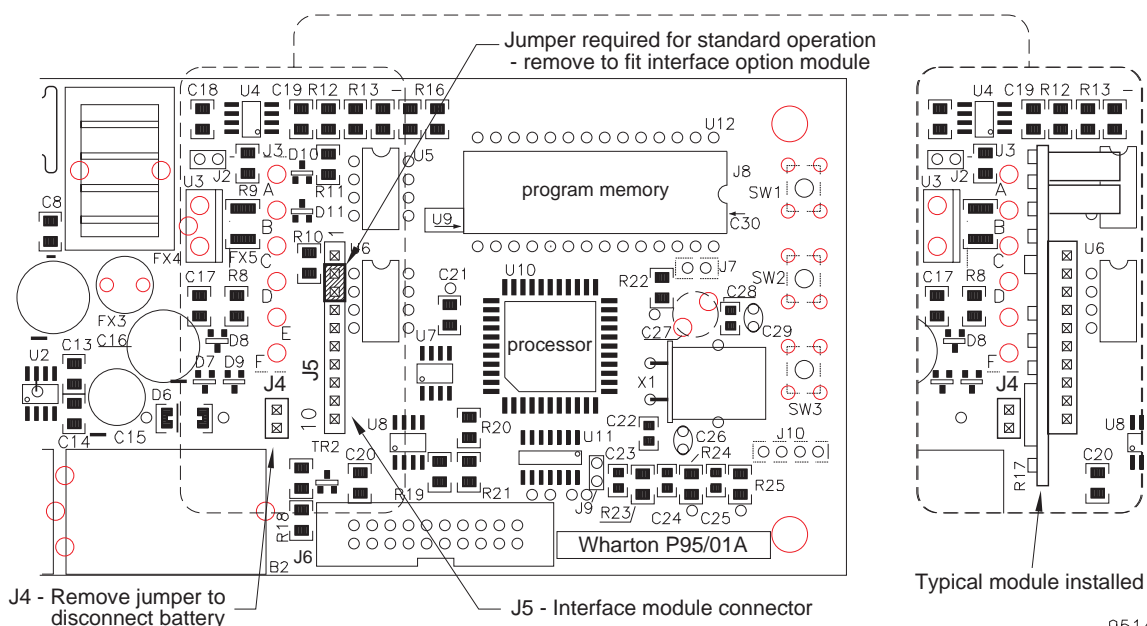 Jumper required for standard operation
- remove to fit interface option module
C18
U4
C19 R12 R13 - R16
U12
U4
C19 R12 R13 -
J3
D10
U5
J2
U3
R9
A
R11
D11
B
R10
1
U6
C
FX4
FX5
C8
program memory
J8
U9
C30
SW1
J7
SW2
C17
R8
D
E
F
FX3
C16
D8
D7 D9
U2
C13
C14
C15
D6
J4
J5
10
TR2
C21
U10
processor
U7
U8
R20
R19
R21
C20
R22
C28
C27
C29
X1
SW3
C22
C26
U11
C23
R24
J10
R25
J9
R23
C24
C25
R18
J6
B2
Wharton P95/01A
U3
J2
U3
R9
A
B
C
U6
C17
R8
D
D8
F
J4
U8
R17
C20
J4 - Remove jumper to
disconnect battery
J5 - Interface module connector
Typical module installed